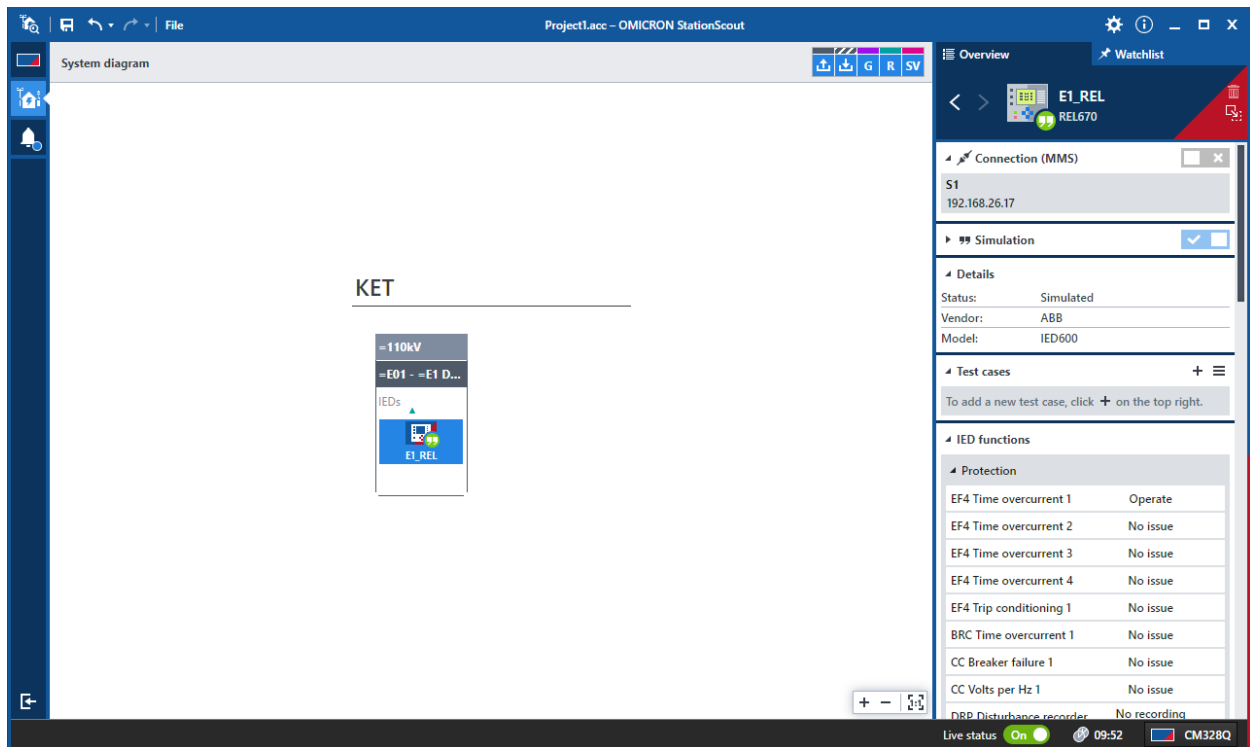 File
Project1.acc – OMICRON StationScout
System diagram
G R SV
Overview
Watchlist
E1_REL
REL670
Connection (MMS)
S1
192.168.26.17
Simulation
Details
Status: Simulated
Vendor: ABB
Model: IED600
Test cases
To add a new test case, click + on the top right.
IED functions
Protection
EF4 Time overcurrent 1 Operate
EF4 Time overcurrent 2 No issue
EF4 Time overcurrent 3 No issue
EF4 Time overcurrent 4 No issue
EF4 Trip conditioning 1 No issue
BRC Time overcurrent 1 No issue
CC Breaker failure 1 No issue
CC Volts per Hz 1 No issue
DRP Disturbance recorder No recording
KET
=110kV
=E01 - =E1 D...
IEDs
E1_REL
1:1
Live status On 09:52 CM328Q